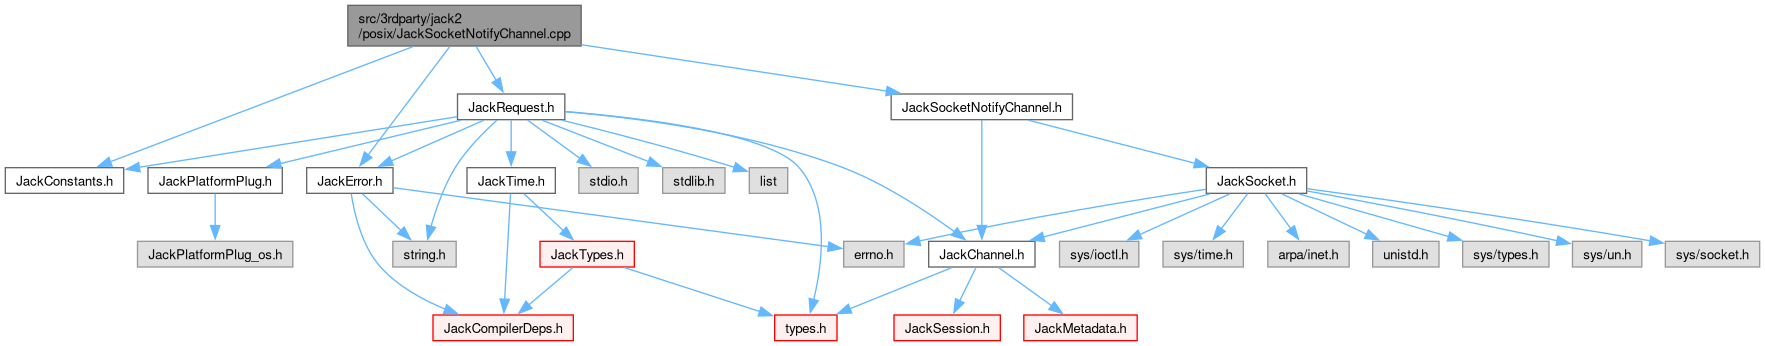 src/3rdparty/jack2
/posix/JackSocketNotifyChannel.cpp
JackRequest.h
JackSocketNotifyChannel.h
JackConstants.h
JackPlatformPlug.h
JackError.h
JackTime.h
stdio.h
stdlib.h
list
JackSocket.h
JackPlatformPlug_os.h
string.h
JackTypes.h
errno.h
JackChannel.h
sys/ioctl.h
sys/time.h
arpa/inet.h
unistd.h
sys/types.h
sys/un.h
sys/socket.h
JackCompilerDeps.h
types.h
JackSession.h
JackMetadata.h